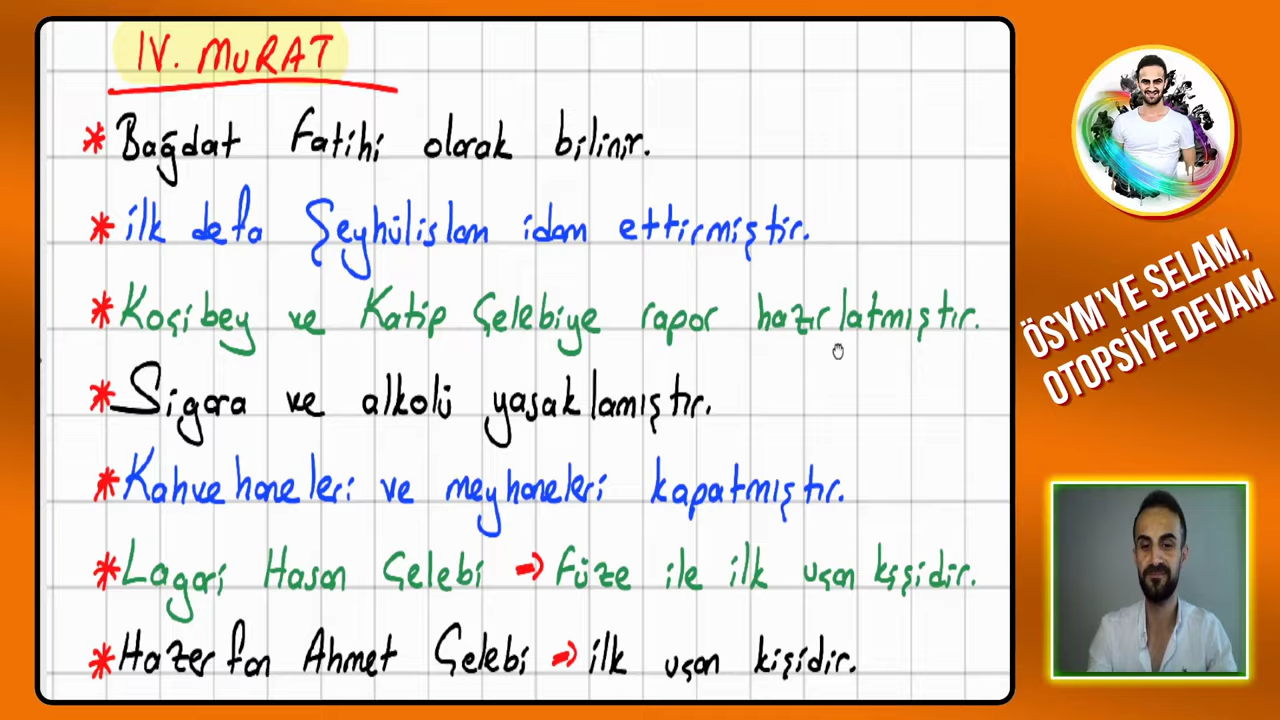 IV. MURAT
* Bağdat Fatihi olarak bilinir.
* ilk defa Şeyhülislam idam ettirmiştir.
* Koçibey ve Katip Çelebiye rapor hazırlatmıştır.
* Sigara ve alkolü yasaklamıştır.
* Kahvehaneleri ve meyhaneleri kapatmıştır.
* Lagari Hasan Çelebi ⇒ Füze ile ilk uçan kişidir.
* Hazerfan Ahmet Çelebi ⇒ ilk uçan kişidir.
ÖSYM'YE SELAM,
OTOPSİYE DEVAM